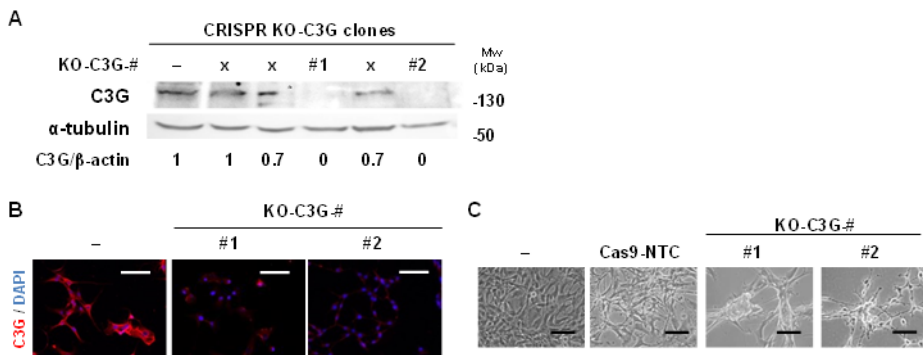 A
CRISPR KO-C3G clones
KO-C3G-# – x x #1 x #2
Mw
(kDa)
C3G
-130
α-tubulin
-50
C3G/β-actin 1 1 0.7 0 0.7 0
B
KO-C3G-#
– #1 #2
C3G / DAPI
C
KO-C3G-#
– Cas9-NTC #1 #2